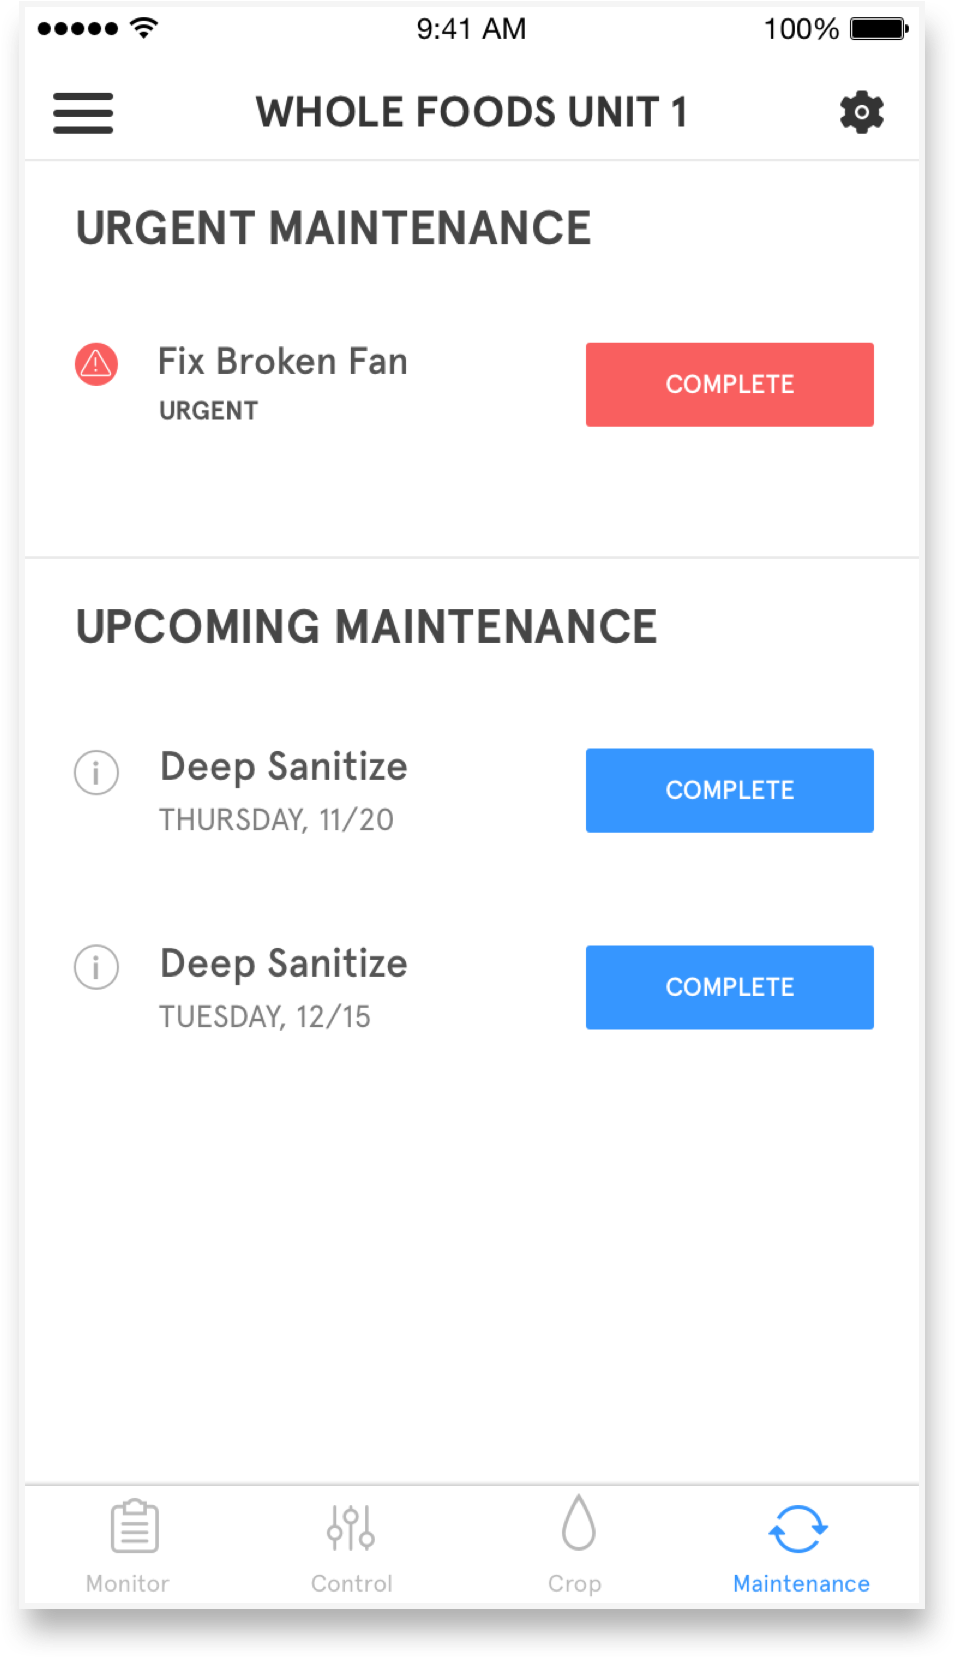 9:41 AM
100%
WHOLE FOODS UNIT 1
URGENT MAINTENANCE
Fix Broken Fan
URGENT
COMPLETE
UPCOMING MAINTENANCE
Deep Sanitize
THURSDAY, 11/20
COMPLETE
Deep Sanitize
TUESDAY, 12/15
COMPLETE
Monitor
Control
Crop
Maintenance